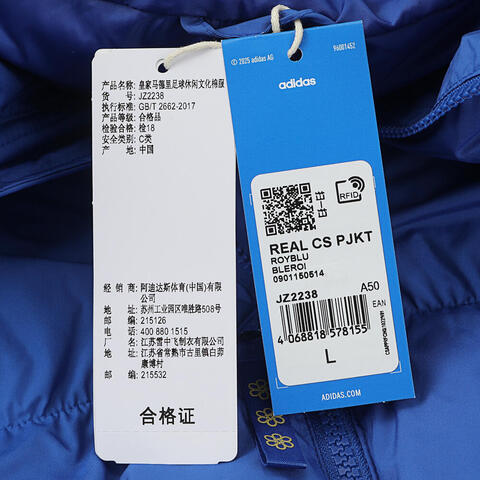 产品名称: 皇家马德里足球休闲文化棉服
货 号: JZ2238
执行标准: GB/T 2662-2017
产品等级: 合格品
检验合格: 检18
安全类别: C类
产 地: 中国
经 销 商: 阿迪达斯体育(中国)有限
公司
地 址: 苏州工业园区唯胜路508号
邮 编: 215126
电 话: 400 880 1515
厂 名: 江苏雪中飞制衣有限公司
地 址: 江苏省常熟市古里镇白茆
康博村
邮 编: 215532
合格证
© 2025 adidas AG
96001452
adidas
RFID
REAL CS PJKT
ROYBLU
BLEROI
0901150514
JZ2238 A50
EAN
4 068818 578155
L
ADIDAS.COM